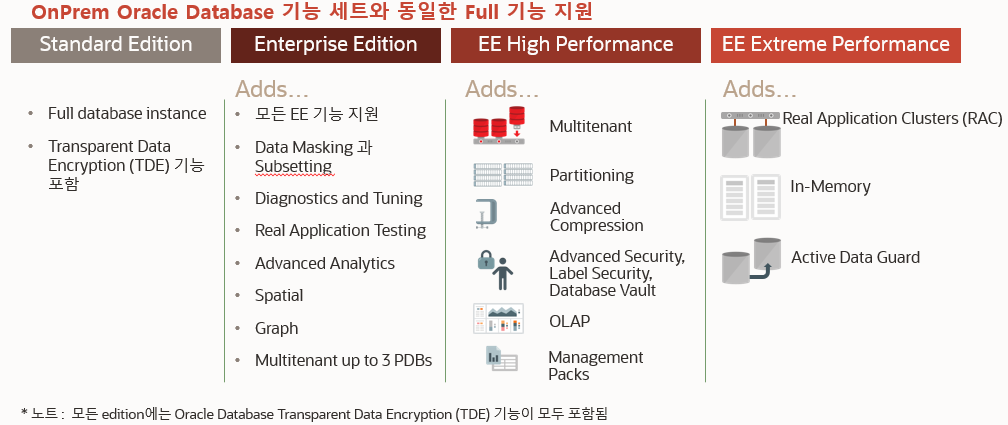 OnPrem Oracle Database 기능 세트와 동일한 Full 기능 지원
Standard Edition
• Full database instance
• Transparent Data
Encryption (TDE) 기능
포함
Enterprise Edition
Adds...
• 모든 EE 기능 지원
• Data Masking 과
Subsetting
• Diagnostics and Tuning
• Real Application Testing
• Advanced Analytics
• Spatial
• Graph
• Multitenant up to 3 PDBs
EE High Performance
Adds...
Multitenant
Partitioning
Advanced
Compression
Advanced Security,
Label Security,
Database Vault
OLAP
Management
Packs
EE Extreme Performance
Adds...
Real Application Clusters (RAC)
In-Memory
Active Data Guard
* 노트 : 모든 edition에는 Oracle Database Transparent Data Encryption (TDE) 기능이 모두 포함됨